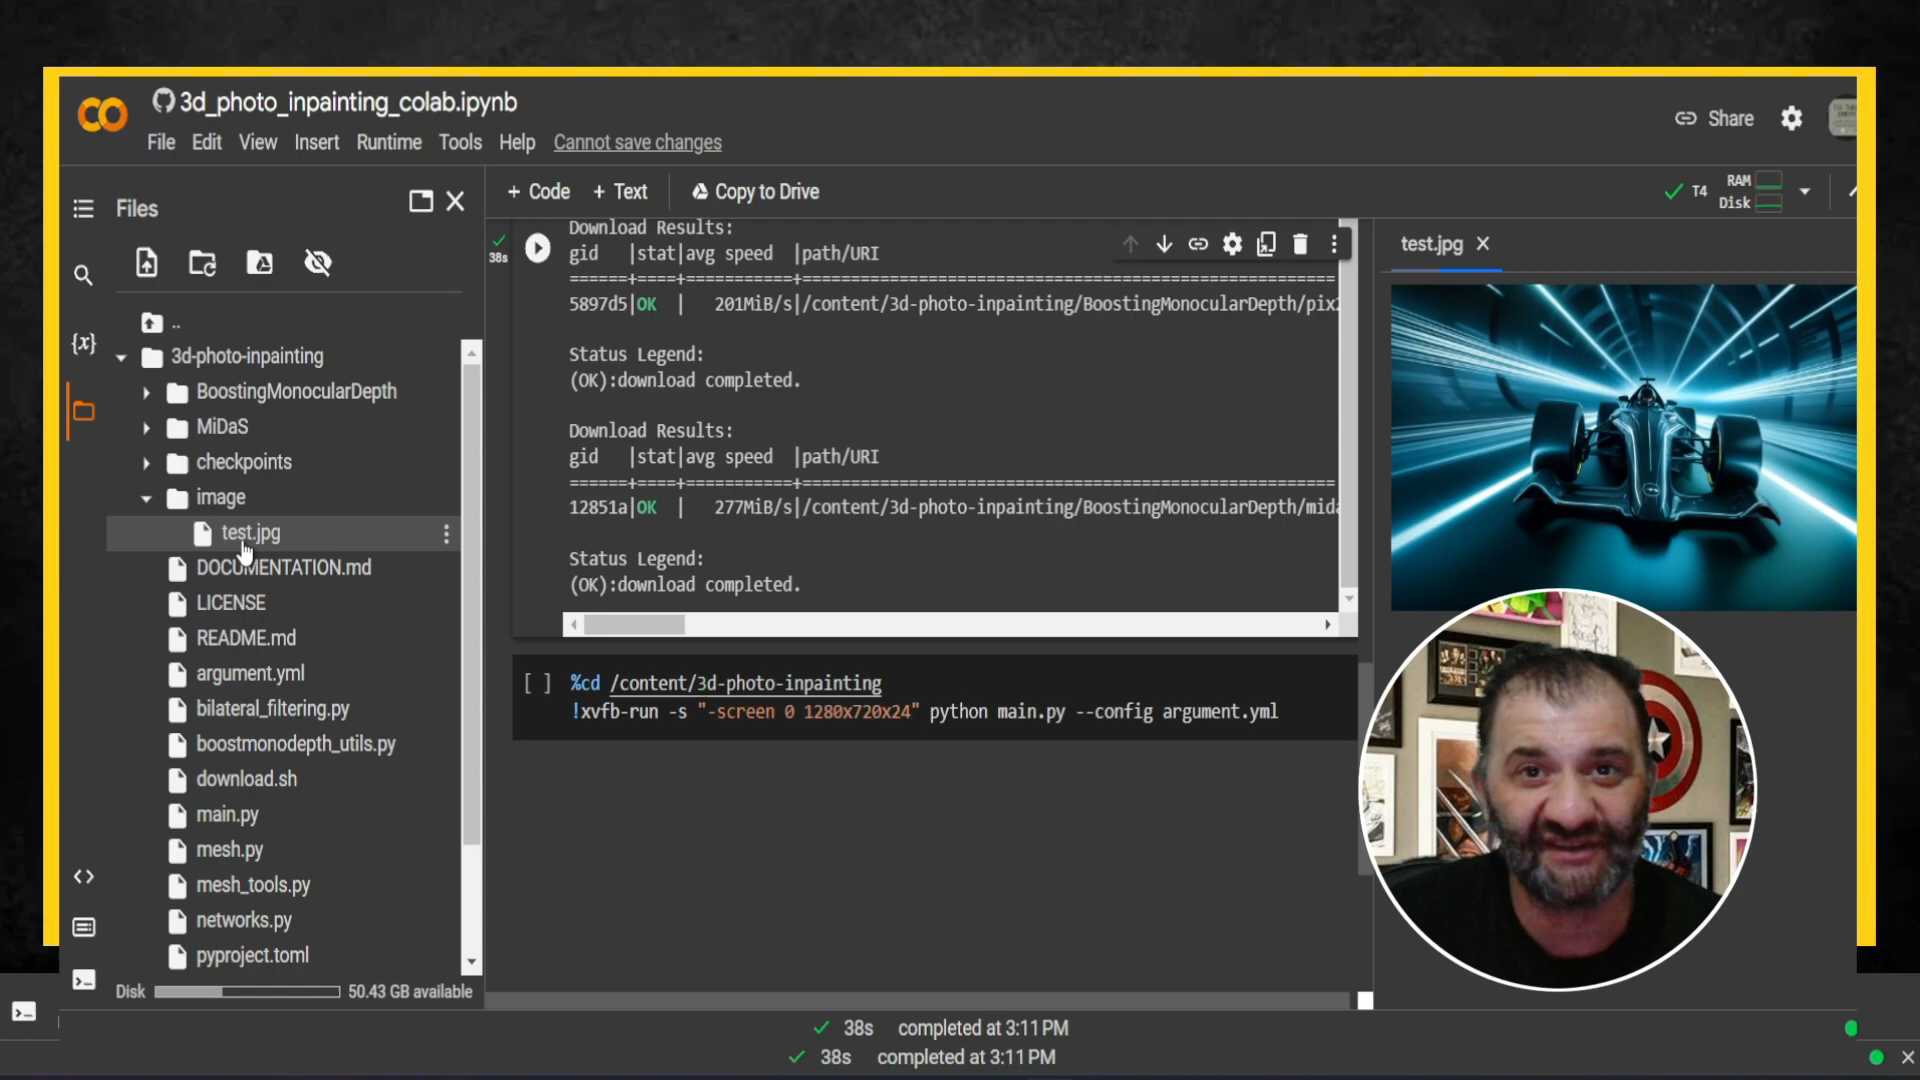 3d_photo_inpainting_colab.ipynb
File Edit View Insert Runtime Tools Help Cannot save changes
Share
Files
+ Code + Text Copy to Drive
T4 RAM
Disk
..
3d-photo-inpainting
BoostingMonocularDepth
MiDaS
checkpoints
image
test.jpg
DOCUMENTATION.md
LICENSE
README.md
argument.yml
bilateral_filtering.py
boostmonodepth_utils.py
download.sh
main.py
mesh.py
mesh_tools.py
networks.py
pyproject.toml
Disk 50.43 GB available
{x}
38s
Download Results:
gid |stat|avg speed |path/URI
======+====+===========+=======================================================
5897d5|OK | 201MiB/s|/content/3d-photo-inpainting/BoostingMonocularDepth/pix2
Status Legend:
(OK):download completed.
Download Results:
gid |stat|avg speed |path/URI
======+====+===========+=======================================================
12851a|OK | 277MiB/s|/content/3d-photo-inpainting/BoostingMonocularDepth/mida
Status Legend:
(OK):download completed.
[ ] %cd /content/3d-photo-inpainting
!xvfb-run -s "-screen 0 1280x720x24" python main.py --config argument.yml
test.jpg
38s completed at 3:11 PM
38s completed at 3:11 PM